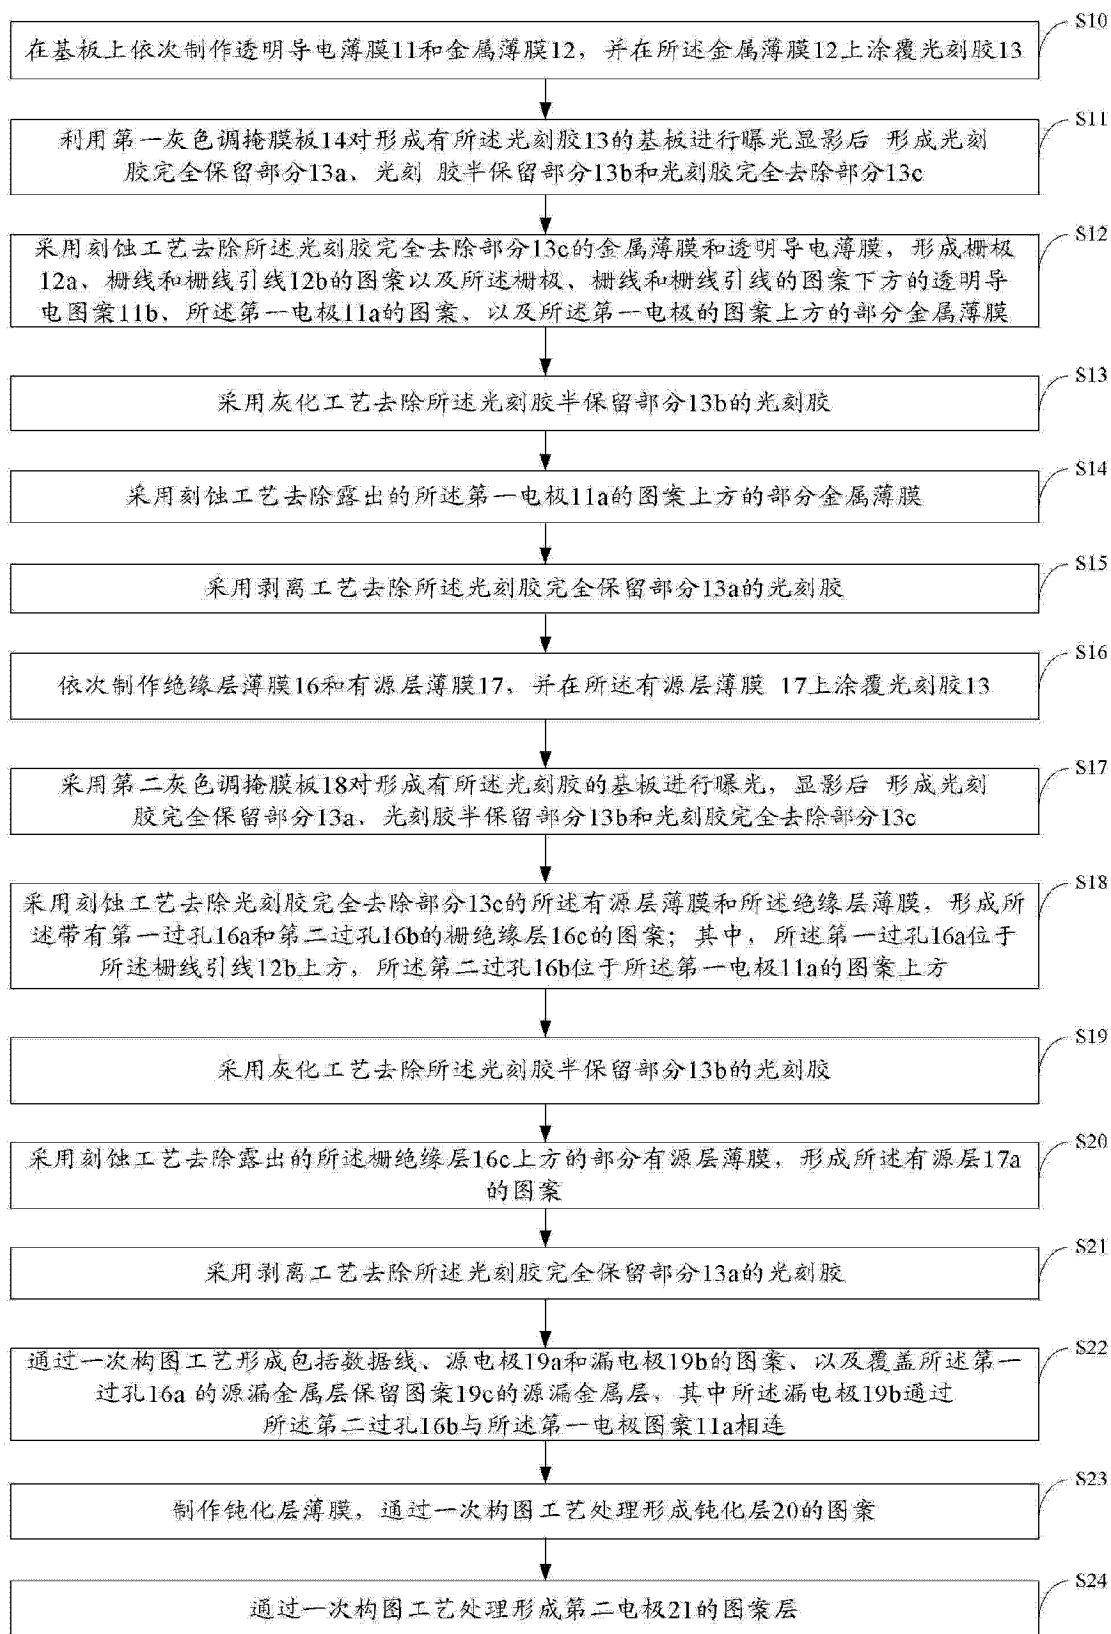 S10
在基板上依次制作透明导电薄膜11和金属薄膜12，并在所述金属薄膜12上涂覆光刻胶13
S11
利用第一灰色调掩膜板14对形成有所述光刻胶13的基板进行曝光显影后 形成光刻
胶完全保留部分13a、光刻 胶半保留部分13b和光刻胶完全去除部分13c
S12
采用刻蚀工艺去除所述光刻胶完全去除部分13c的金属薄膜和透明导电薄膜，形成栅极
12a、栅线和栅线引线12b的图案以及所述栅极、栅线和栅线引线的图案下方的透明导
电图案11b、所述第一电极11a的图案、以及所述第一电极的图案上方的部分金属薄膜
S13
采用灰化工艺去除所述光刻胶半保留部分13b的光刻胶
S14
采用刻蚀工艺去除露出的所述第一电极11a的图案上方的部分金属薄膜
S15
采用剥离工艺去除所述光刻胶完全保留部分13a的光刻胶
S16
依次制作绝缘层薄膜16和有源层薄膜17，并在所述有源层薄膜 17上涂覆光刻胶13
S17
采用第二灰色调掩膜板18对形成有所述光刻胶的基板进行曝光，显影后 形成光刻
胶完全保留部分13a、光刻胶半保留部分13b和光刻胶完全去除部分13c
S18
采用刻蚀工艺去除光刻胶完全去除部分13c的所述有源层薄膜和所述绝缘层薄膜，形成所
述带有第一过孔16a和第二过孔16b的栅绝缘层16c的图案；其中，所述第一过孔16a位于
所述栅线引线12b上方，所述第二过孔16b位于所述第一电极11a的图案上方
S19
采用灰化工艺去除所述光刻胶半保留部分13b的光刻胶
S20
采用刻蚀工艺去除露出的所述栅绝缘层16c上方的部分有源层薄膜，形成所述有源层17a
的图案
S21
采用剥离工艺去除所述光刻胶完全保留部分13a的光刻胶
S22
通过一次构图工艺形成包括数据线、源电极19a和漏电极19b的图案、以及覆盖所述第一
过孔16a 的源漏金属层保留图案19c的源漏金属层，其中所述漏电极19b通过
所述第二过孔16b与所述第一电极图案11a相连
S23
制作钝化层薄膜，通过一次构图工艺处理形成钝化层20的图案
S24
通过一次构图工艺处理形成第二电极21的图案层